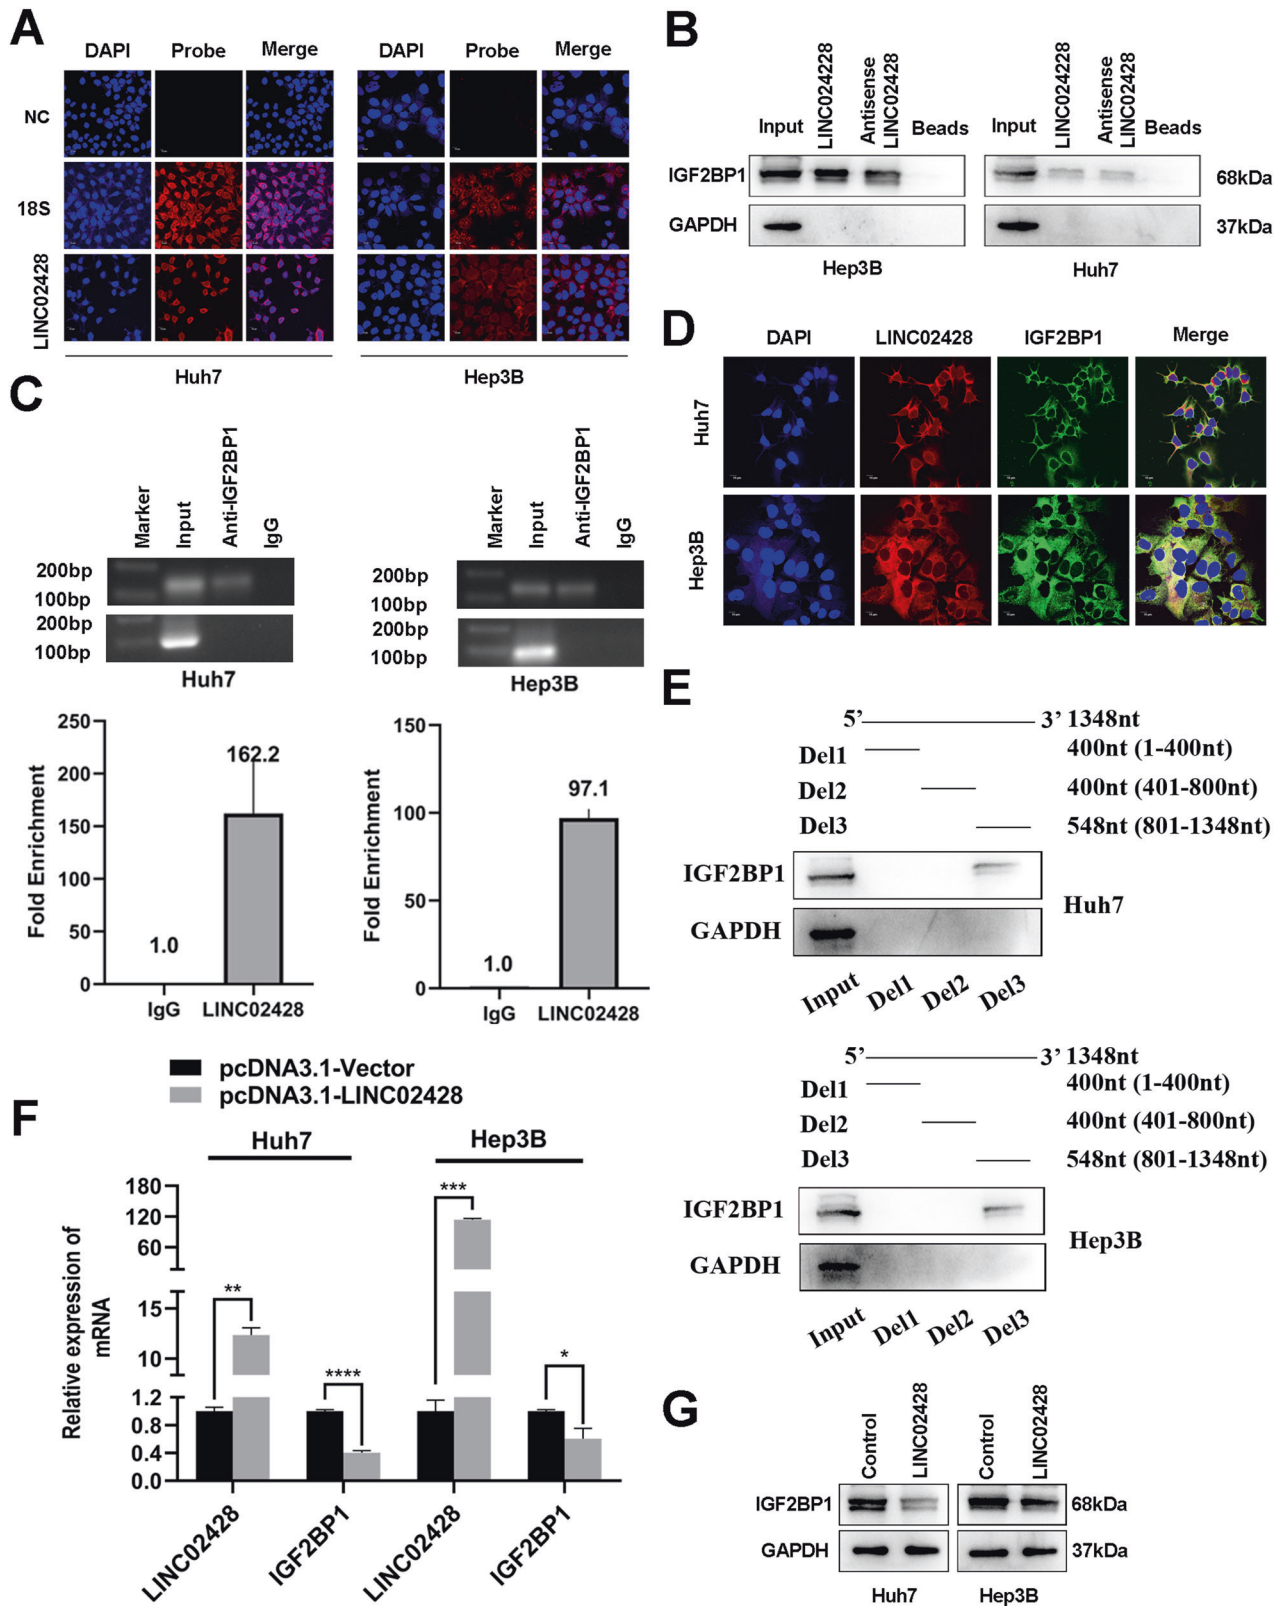 A
DAPI Probe Merge DAPI Probe Merge
NC
18S
LINC02428
Huh7 Hep3B
B
Input LINC024228 Antisense LINC02428 Beads Input LINC024228 Antisense LINC02428 Beads
IGF2BP1 68kDa
GAPDH 37kDa
Hep3B Huh7
C
Marker Input Anti-IGF2BP1 IgG Marker Input Anti-IGF2BP1 IgG
200bp 200bp
100bp 100bp
200bp 200bp
100bp 100bp
Huh7 Hep3B
Fold Enrichment
250
200
150
100
50
0
1.0
162.2
IgG LINC02428
Fold Enrichment
150
100
50
0
1.0
97.1
IgG LINC02428
D
DAPI LINC02428 IGF2BP1 Merge
Huh7
Hep3B
E
5’ 3’ 1348nt
Del1 400nt (1-400nt)
Del2 400nt (401-800nt)
Del3 548nt (801-1348nt)
IGF2BP1
GAPDH
Huh7
Input Del1 Del2 Del3
5’ 3’ 1348nt
Del1 400nt (1-400nt)
Del2 400nt (401-800nt)
Del3 548nt (801-1348nt)
IGF2BP1
GAPDH
Hep3B
Input Del1 Del2 Del3
F
pcDNA3.1-Vector
pcDNA3.1-LINC02428
Huh7 Hep3B
Relative expression of
mRNA
180
120
60
15
10
1.2
0.8
0.4
0.0
** **** *** *
LINC02428 IGF2BP1 LINC02428 IGF2BP1
G
Control LINC02428 Control LINC02428
IGF2BP1 68kDa
GAPDH 37kDa
Huh7 Hep3B